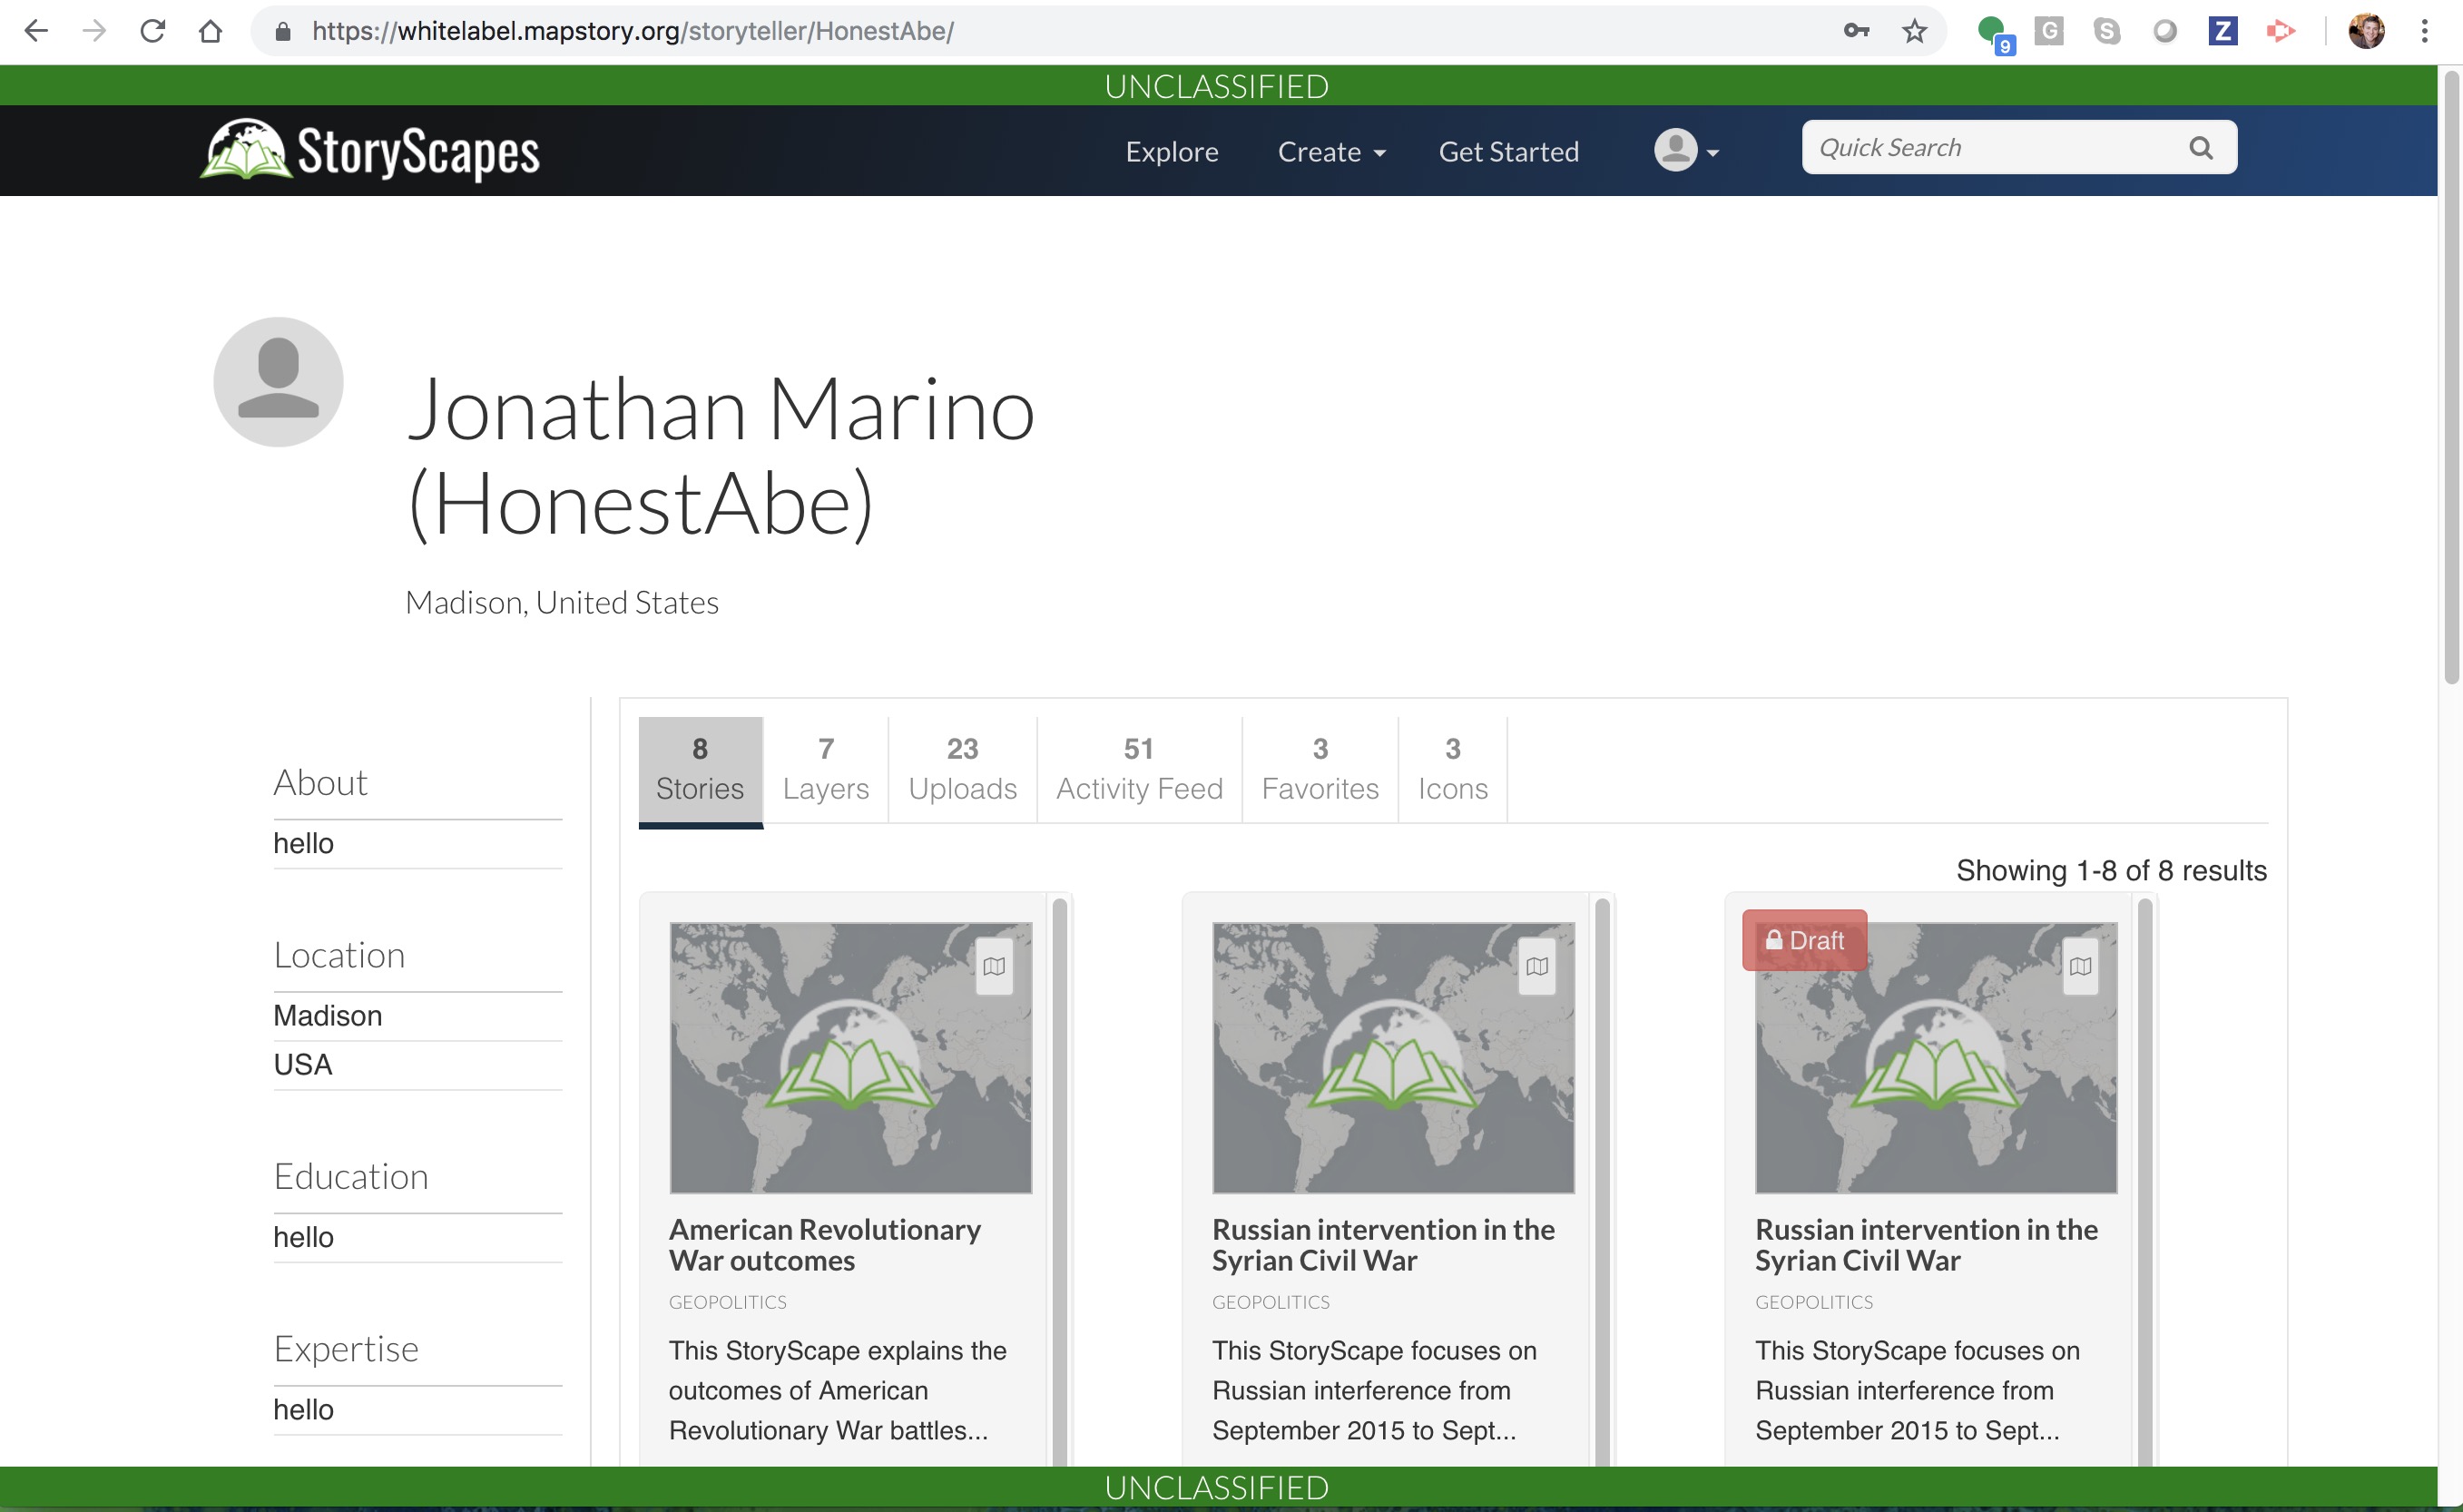 https://whitelabel.mapstory.org/storyteller/HonestAbe/
9
G
S
Z
UNCLASSIFIED
StoryScapes
Explore
Create
Get Started
Quick Search
Jonathan Marino
(HonestAbe)
Madison, United States
About
hello
Location
Madison
USA
Education
hello
Expertise
hello
8
Stories
7
Layers
23
Uploads
51
Activity Feed
3
Favorites
3
Icons
Showing 1-8 of 8 results
American Revolutionary
War outcomes
GEOPOLITICS
This StoryScape explains the
outcomes of American
Revolutionary War battles...
Russian intervention in the
Syrian Civil War
GEOPOLITICS
This StoryScape focuses on
Russian interference from
September 2015 to Sept...
Draft
Russian intervention in the
Syrian Civil War
GEOPOLITICS
This StoryScape focuses on
Russian interference from
September 2015 to Sept...
UNCLASSIFIED